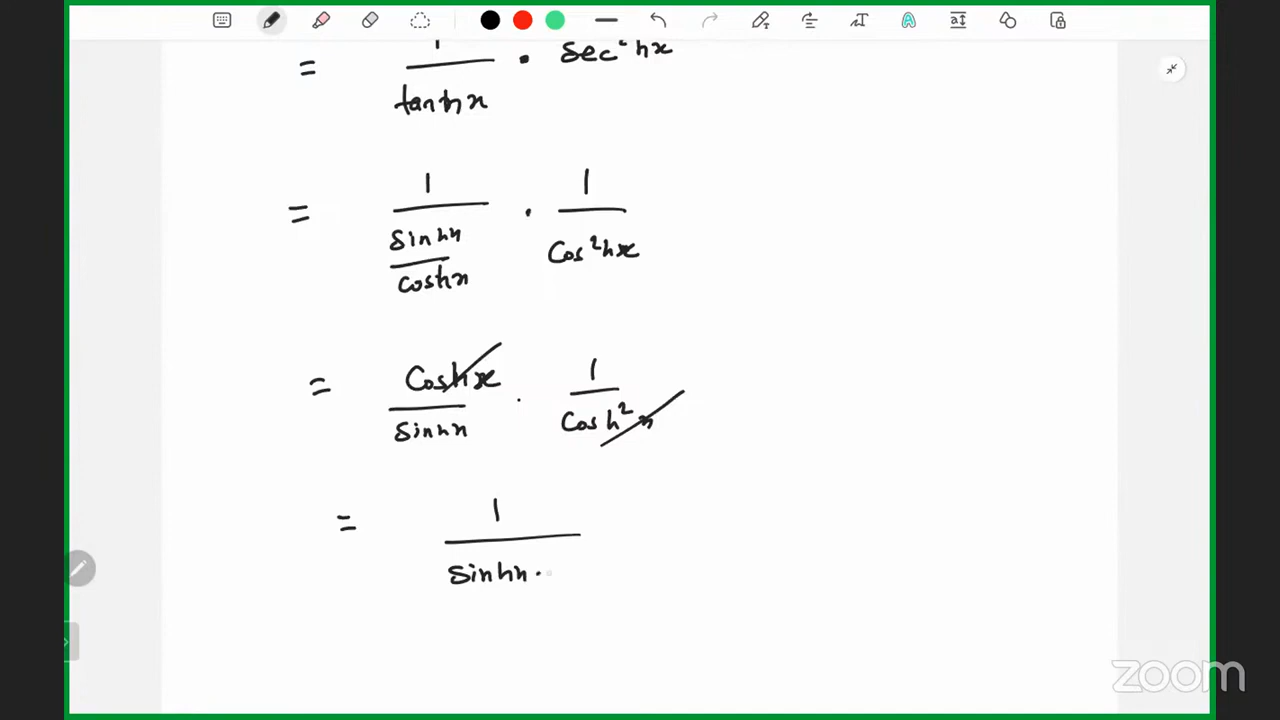 = 1/tanhx · sec²hx
= 1/(sinhx/coshx) · 1/cos²hx
= coshx/sinhx · 1/cosh²x
= 1/sinhx ·
zoom